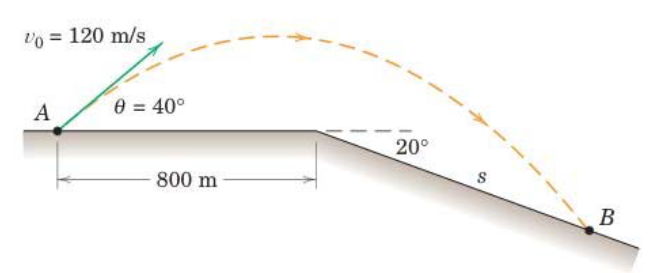 v₀ = 120 m/s
A
θ = 40°
20°
800 m
s
B